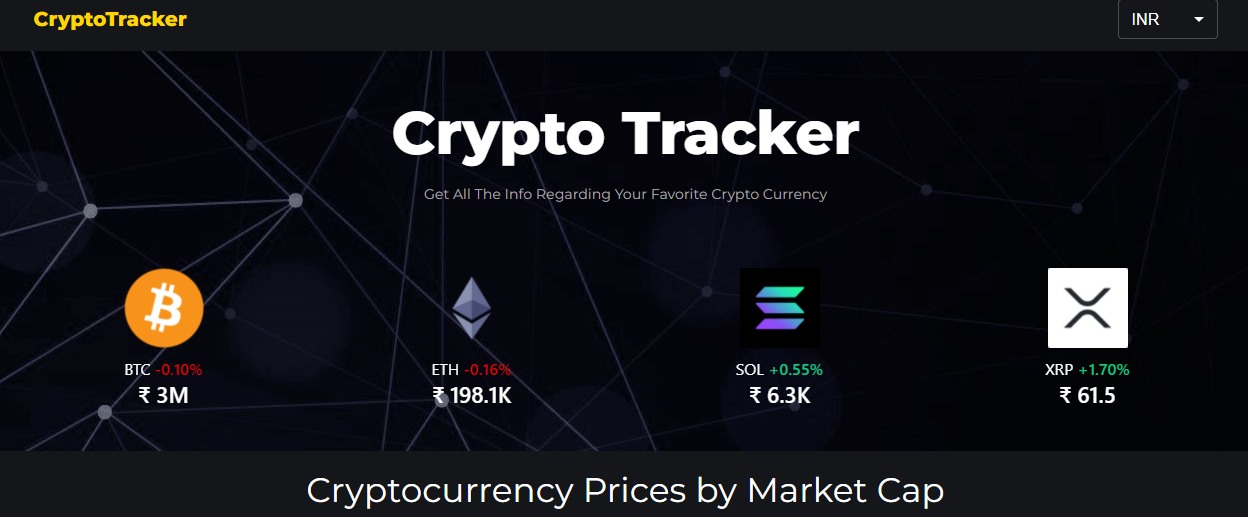 CryptoTracker
INR
Crypto Tracker
Get All The Info Regarding Your Favorite Crypto Currency
BTC -0.10%
₹ 3M
ETH -0.16%
₹ 198.1K
SOL +0.55%
₹ 6.3K
XRP +1.70%
₹ 61.5
Cryptocurrency Prices by Market Cap